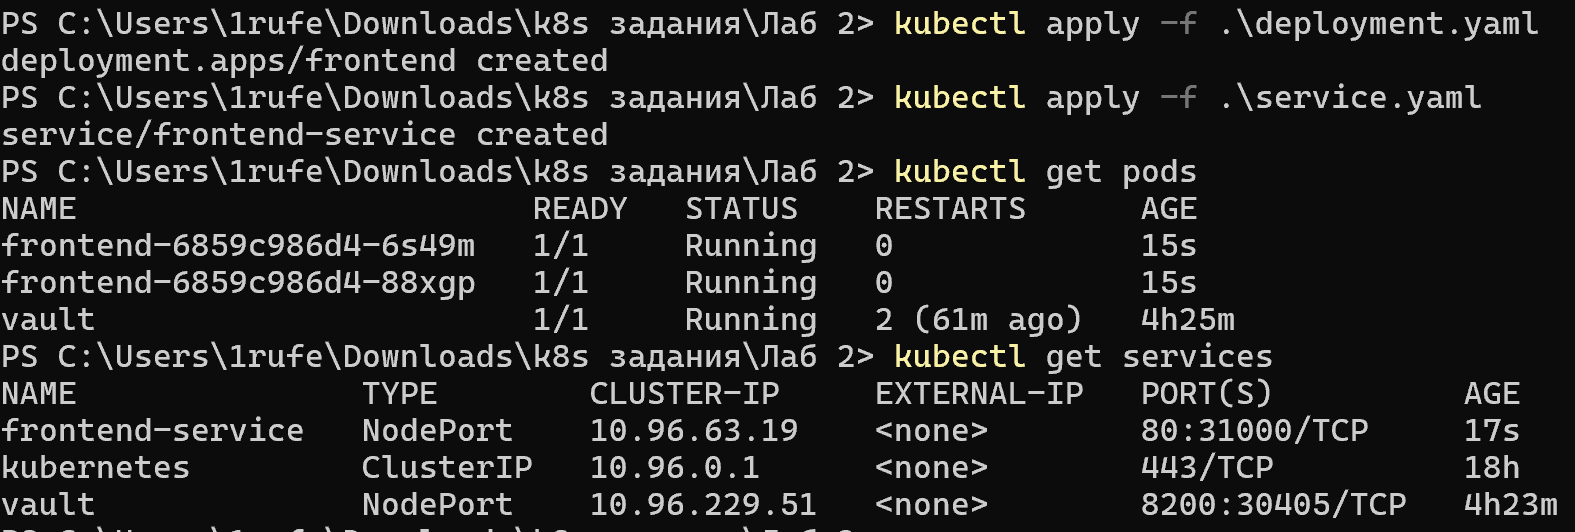 PS C:\Users\1rufe\Downloads\k8s задания\Лаб 2> kubectl apply -f .\deployment.yaml
deployment.apps/frontend created
PS C:\Users\1rufe\Downloads\k8s задания\Лаб 2> kubectl apply -f .\service.yaml
service/frontend-service created
PS C:\Users\1rufe\Downloads\k8s задания\Лаб 2> kubectl get pods
NAME READY STATUS RESTARTS AGE
frontend-6859c986d4-6s49m 1/1 Running 0 15s
frontend-6859c986d4-88xgp 1/1 Running 0 15s
vault 1/1 Running 2 (61m ago) 4h25m
PS C:\Users\1rufe\Downloads\k8s задания\Лаб 2> kubectl get services
NAME TYPE CLUSTER-IP EXTERNAL-IP PORT(S) AGE
frontend-service NodePort 10.96.63.19 <none> 80:31000/TCP 17s
kubernetes ClusterIP 10.96.0.1 <none> 443/TCP 18h
vault NodePort 10.96.229.51 <none> 8200:30405/TCP 4h23m